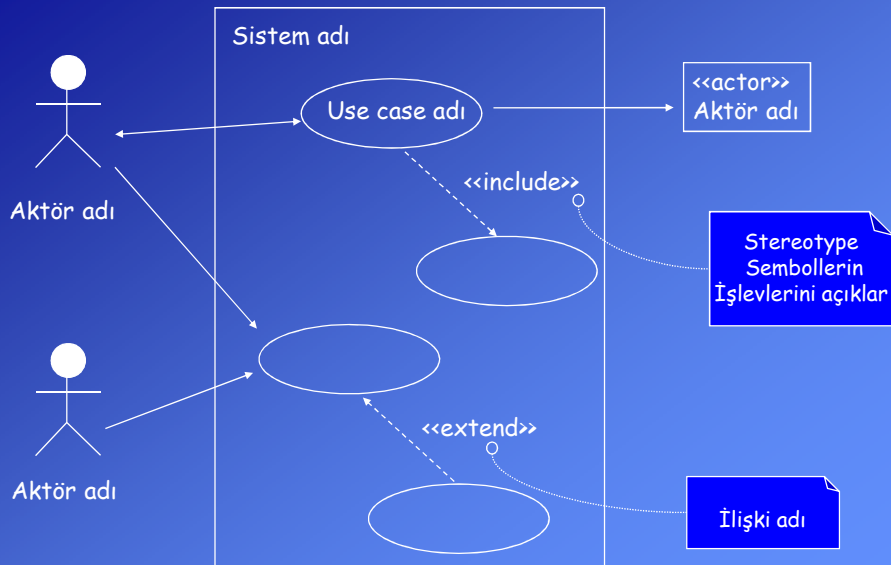 Sistem adı
<<actor>>
Aktör adı
Use case adı
<<include>>
Aktör adı
Stereotype
Sembollerin
İşlevlerini açıklar
<<extend>>
Aktör adı
İlişki adı